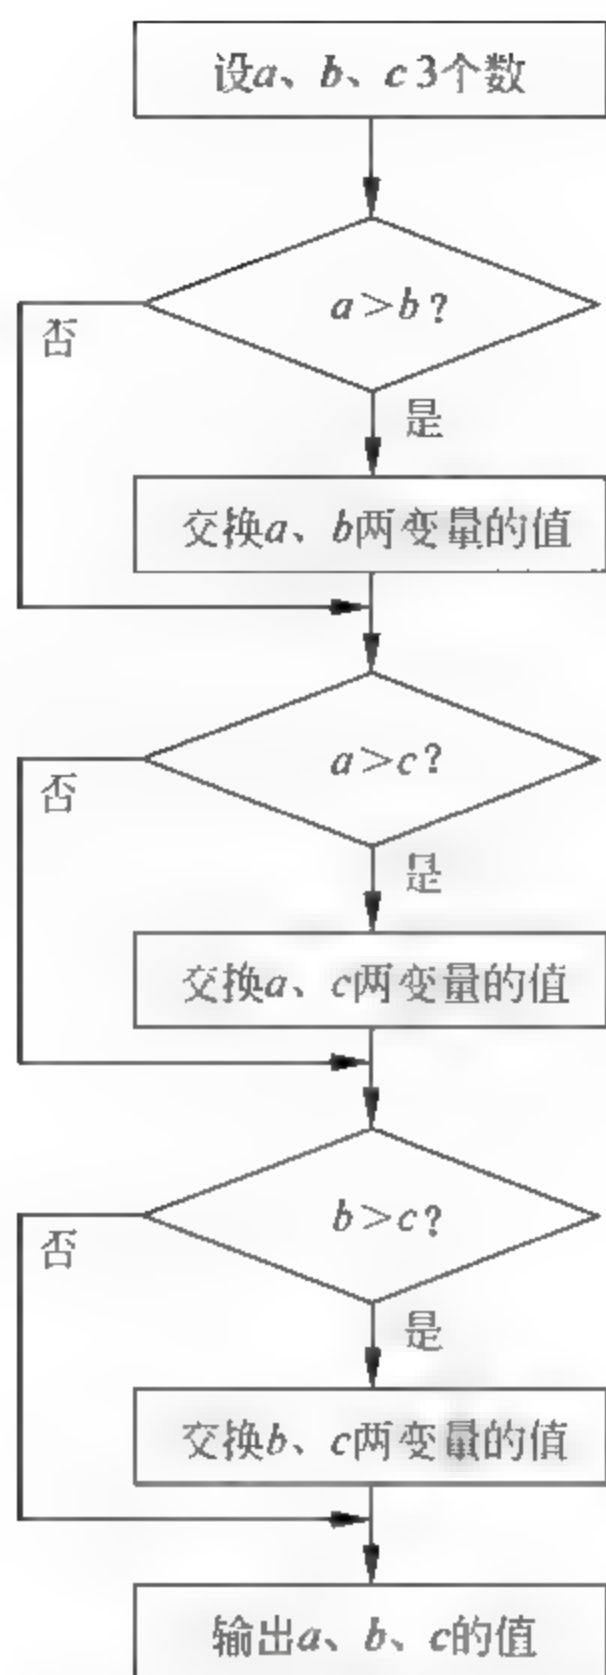 设a、b、c 3个数
a>b?
否
是
交换a、b两变量的值
a>c?
否
是
交换a、c两变量的值
b>c?
否
是
交换b、c两变量的值
输出a、b、c的值